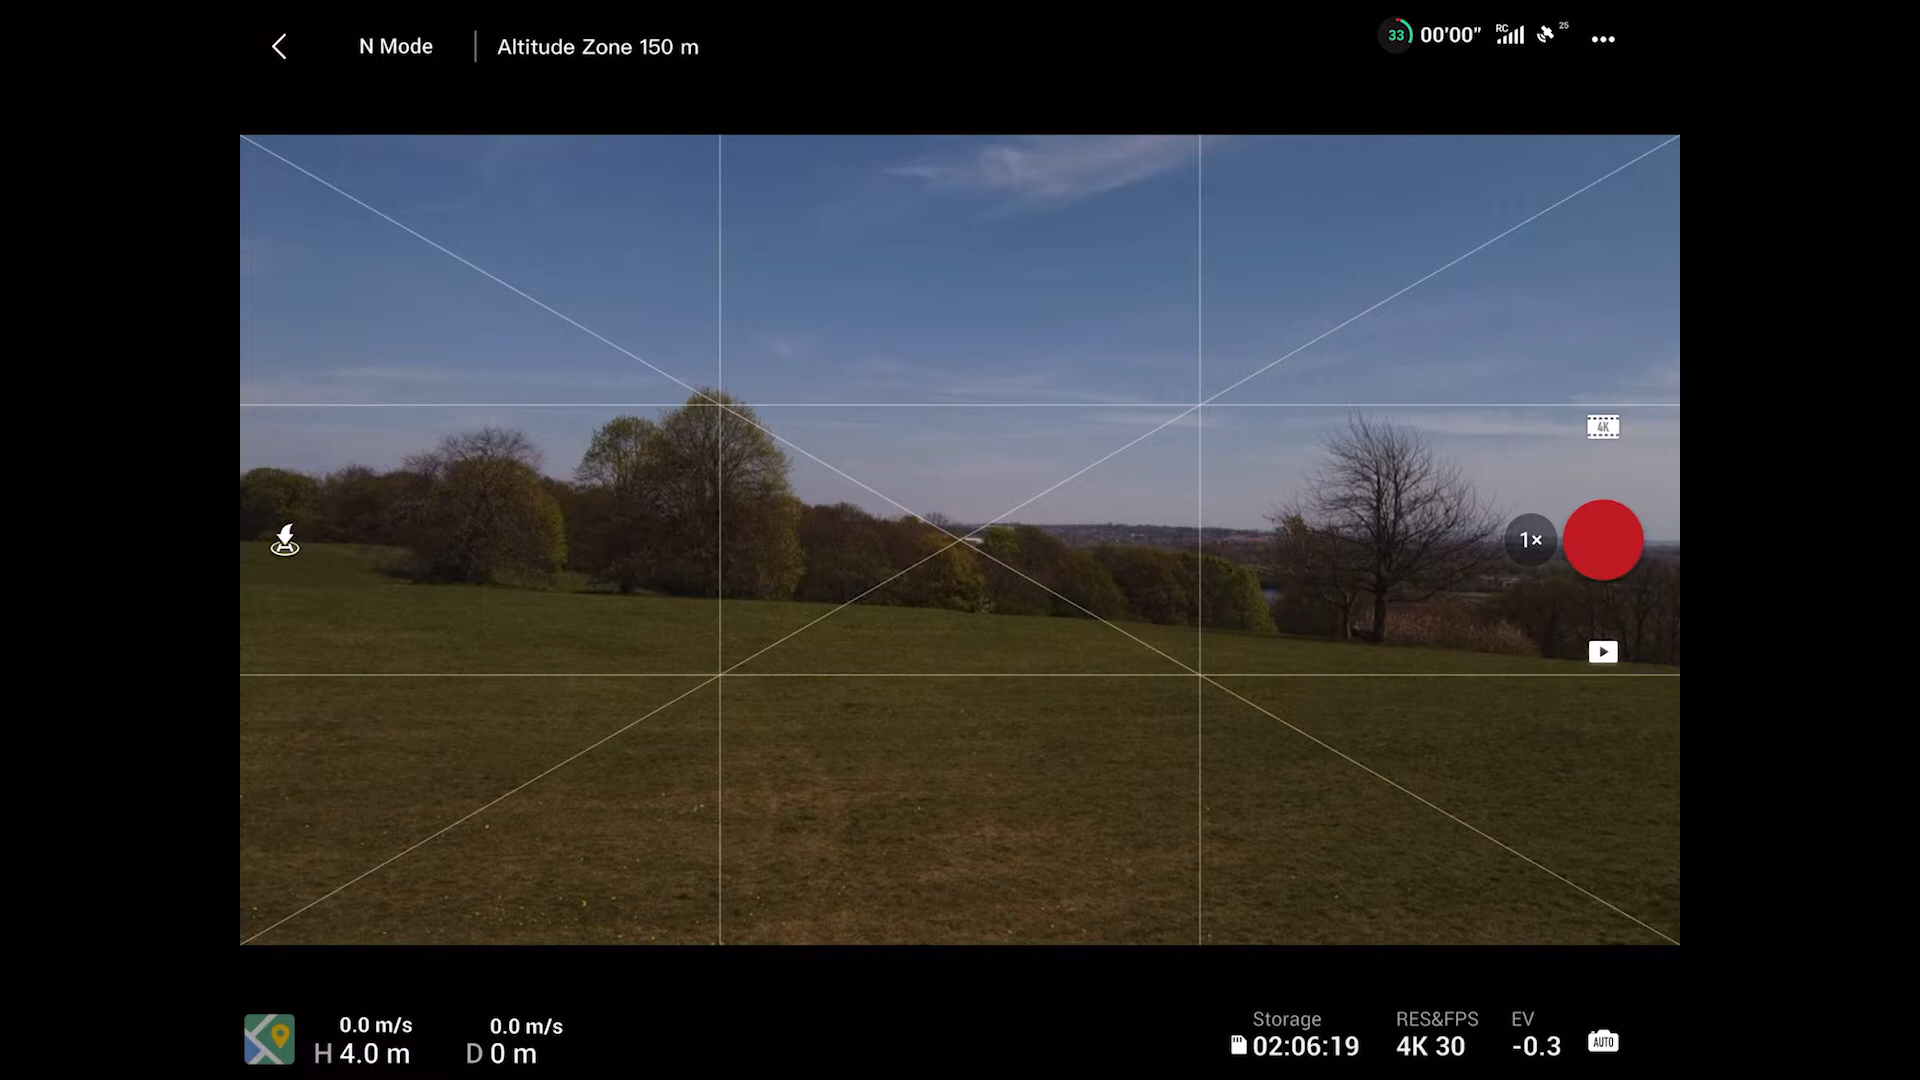 N Mode
Altitude Zone 150 m
33
00'00"
RC
25
4K
1×
0.0 m/s
H 4.0 m
0.0 m/s
D 0 m
Storage
02:06:19
RES&FPS
4K 30
EV
-0.3
AUTO